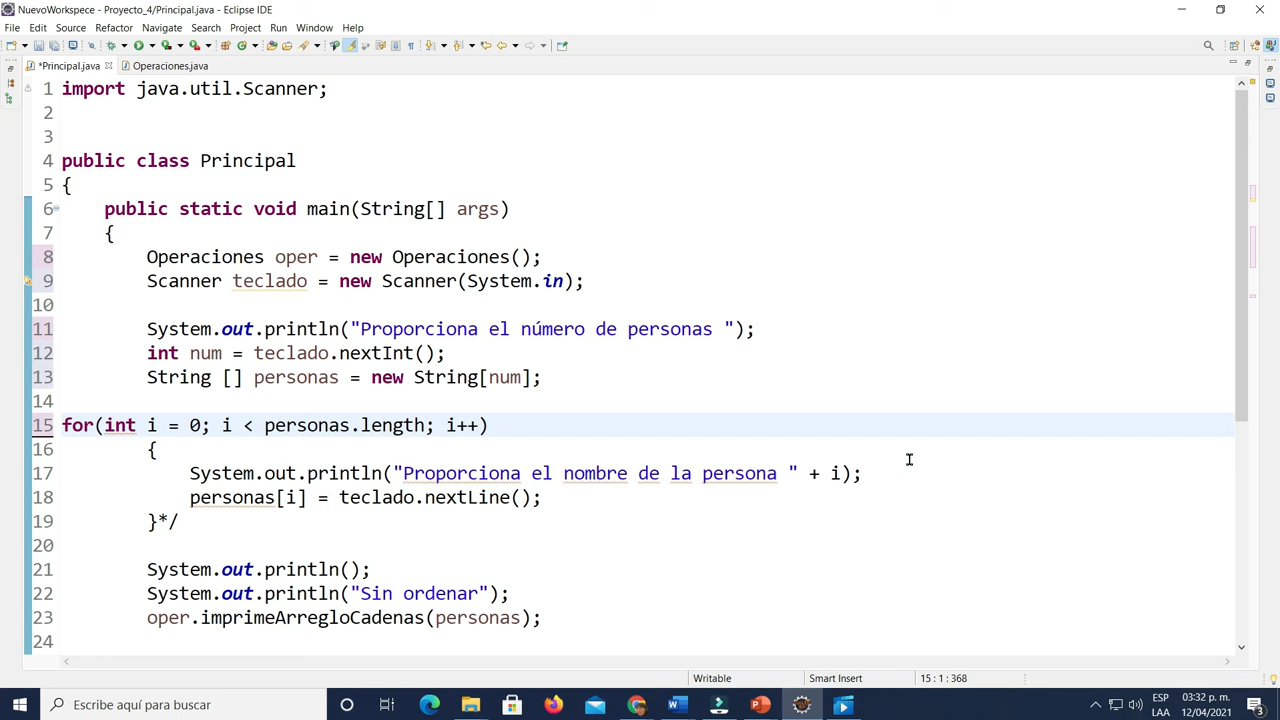 NuevoWorkspece - Proyecto_4/Principal.java - Eclipse IDE
File Edit Source Refactor Navigate Search Project Run Window Help
*Principal.java Operaciones.java
1 import java.util.Scanner;
2
3
4 public class Principal
5 {
6 public static void main(String[] args)
7 {
8 Operaciones oper = new Operaciones();
9 Scanner teclado = new Scanner(System.in);
10
11 System.out.println("Proporciona el número de personas ");
12 int num = teclado.nextInt();
13 String [] personas = new String[num];
14
15 for(int i = 0; i < personas.length; i++)
16 {
17 System.out.println("Proporciona el nombre de la persona " + i);
18 personas[i] = teclado.nextLine();
19 }*/
20
21 System.out.println();
22 System.out.println("Sin ordenar");
23 oper.imprimeArregloCadenas(personas);
24
Writable Smart Insert 15 : 1 : 368
Escribe aquí para buscar
ESP 03:32 p. m.
LAA 12/04/2021
3